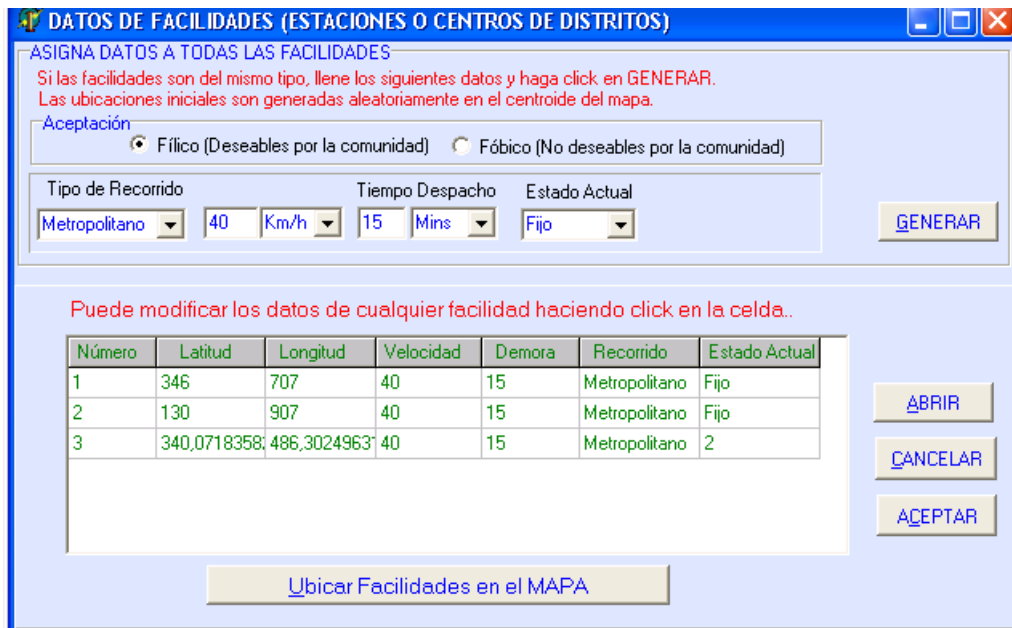 DATOS DE FACILIDADES (ESTACIONES O CENTROS DE DISTRITOS)
ASIGNA DATOS A TODAS LAS FACILIDADES
Si las facilidades son del mismo tipo, llene los siguientes datos y haga click en GENERAR.
Las ubicaciones iniciales son generadas aleatoriamente en el centroide del mapa.
Aceptación
Fílico (Deseables por la comunidad) Fóbico (No deseables por la comunidad)
Tipo de Recorrido Tiempo Despacho Estado Actual
Metropolitano 40 Km/h 15 Mins Fijo GENERAR
Puede modificar los datos de cualquier facilidad haciendo click en la celda..
Número Latitud Longitud Velocidad Demora Recorrido Estado Actual
1 346 707 40 15 Metropolitano Fijo
2 130 907 40 15 Metropolitano Fijo
3 340,0718358 486,3024963 40 15 Metropolitano 2
ABRIR
CANCELAR
ACEPTAR
Ubicar Facilidades en el MAPA